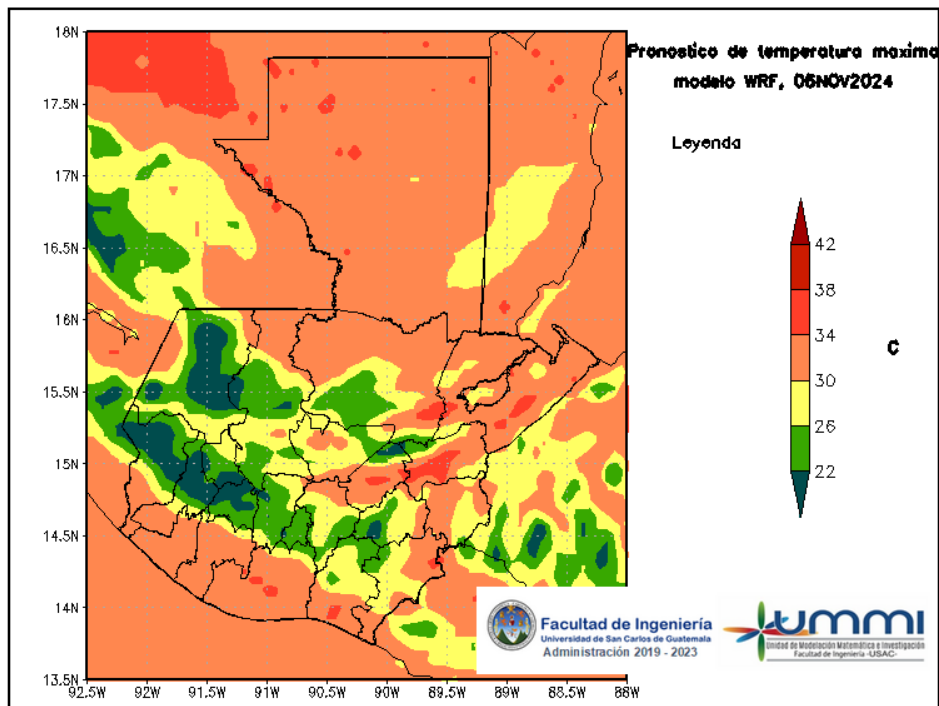 Pronostico de temperatura maxima
modelo WRF, 06NOV2024
Leyenda
42
38
34
30
26
22
C
18N
17.5N
17N
16.5N
16N
15.5N
15N
14.5N
14N
13.5N
92.5W 92W 91.5W 91W 90.5W 90W 89.5W 89W 88.5W 88W
Facultad de Ingeniería
Universidad de San Carlos de Guatemala
Administración 2019 - 2023
ummi
Unidad de Modelación Matemática e Investigación
Facultad de Ingeniería -USAC-